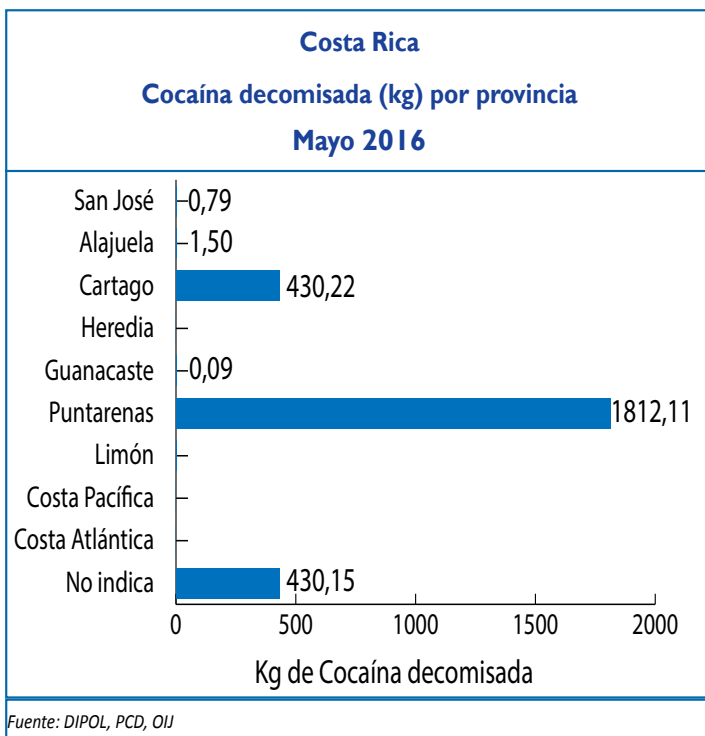 Costa Rica
Cocaína decomisada (kg) por provincia
Mayo 2016
San José 0,79
Alajuela 1,50
Cartago 430,22
Heredia
Guanacaste 0,09
Puntarenas 1812,11
Limón
Costa Pacífica
Costa Atlántica
No indica 430,15
0 500 1000 1500 2000
Kg de Cocaína decomisada
Fuente: DIPOL, PCD, OIJ